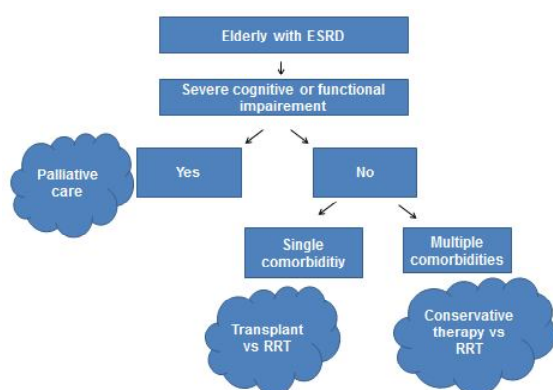 Elderly with ESRD
Severe cognitive or functional
impairement
Palliative
care
Yes
No
Single
comorbiditiy
Multiple
comorbidities
Transplant
vs RRT
Conservative
therapy vs
RRT